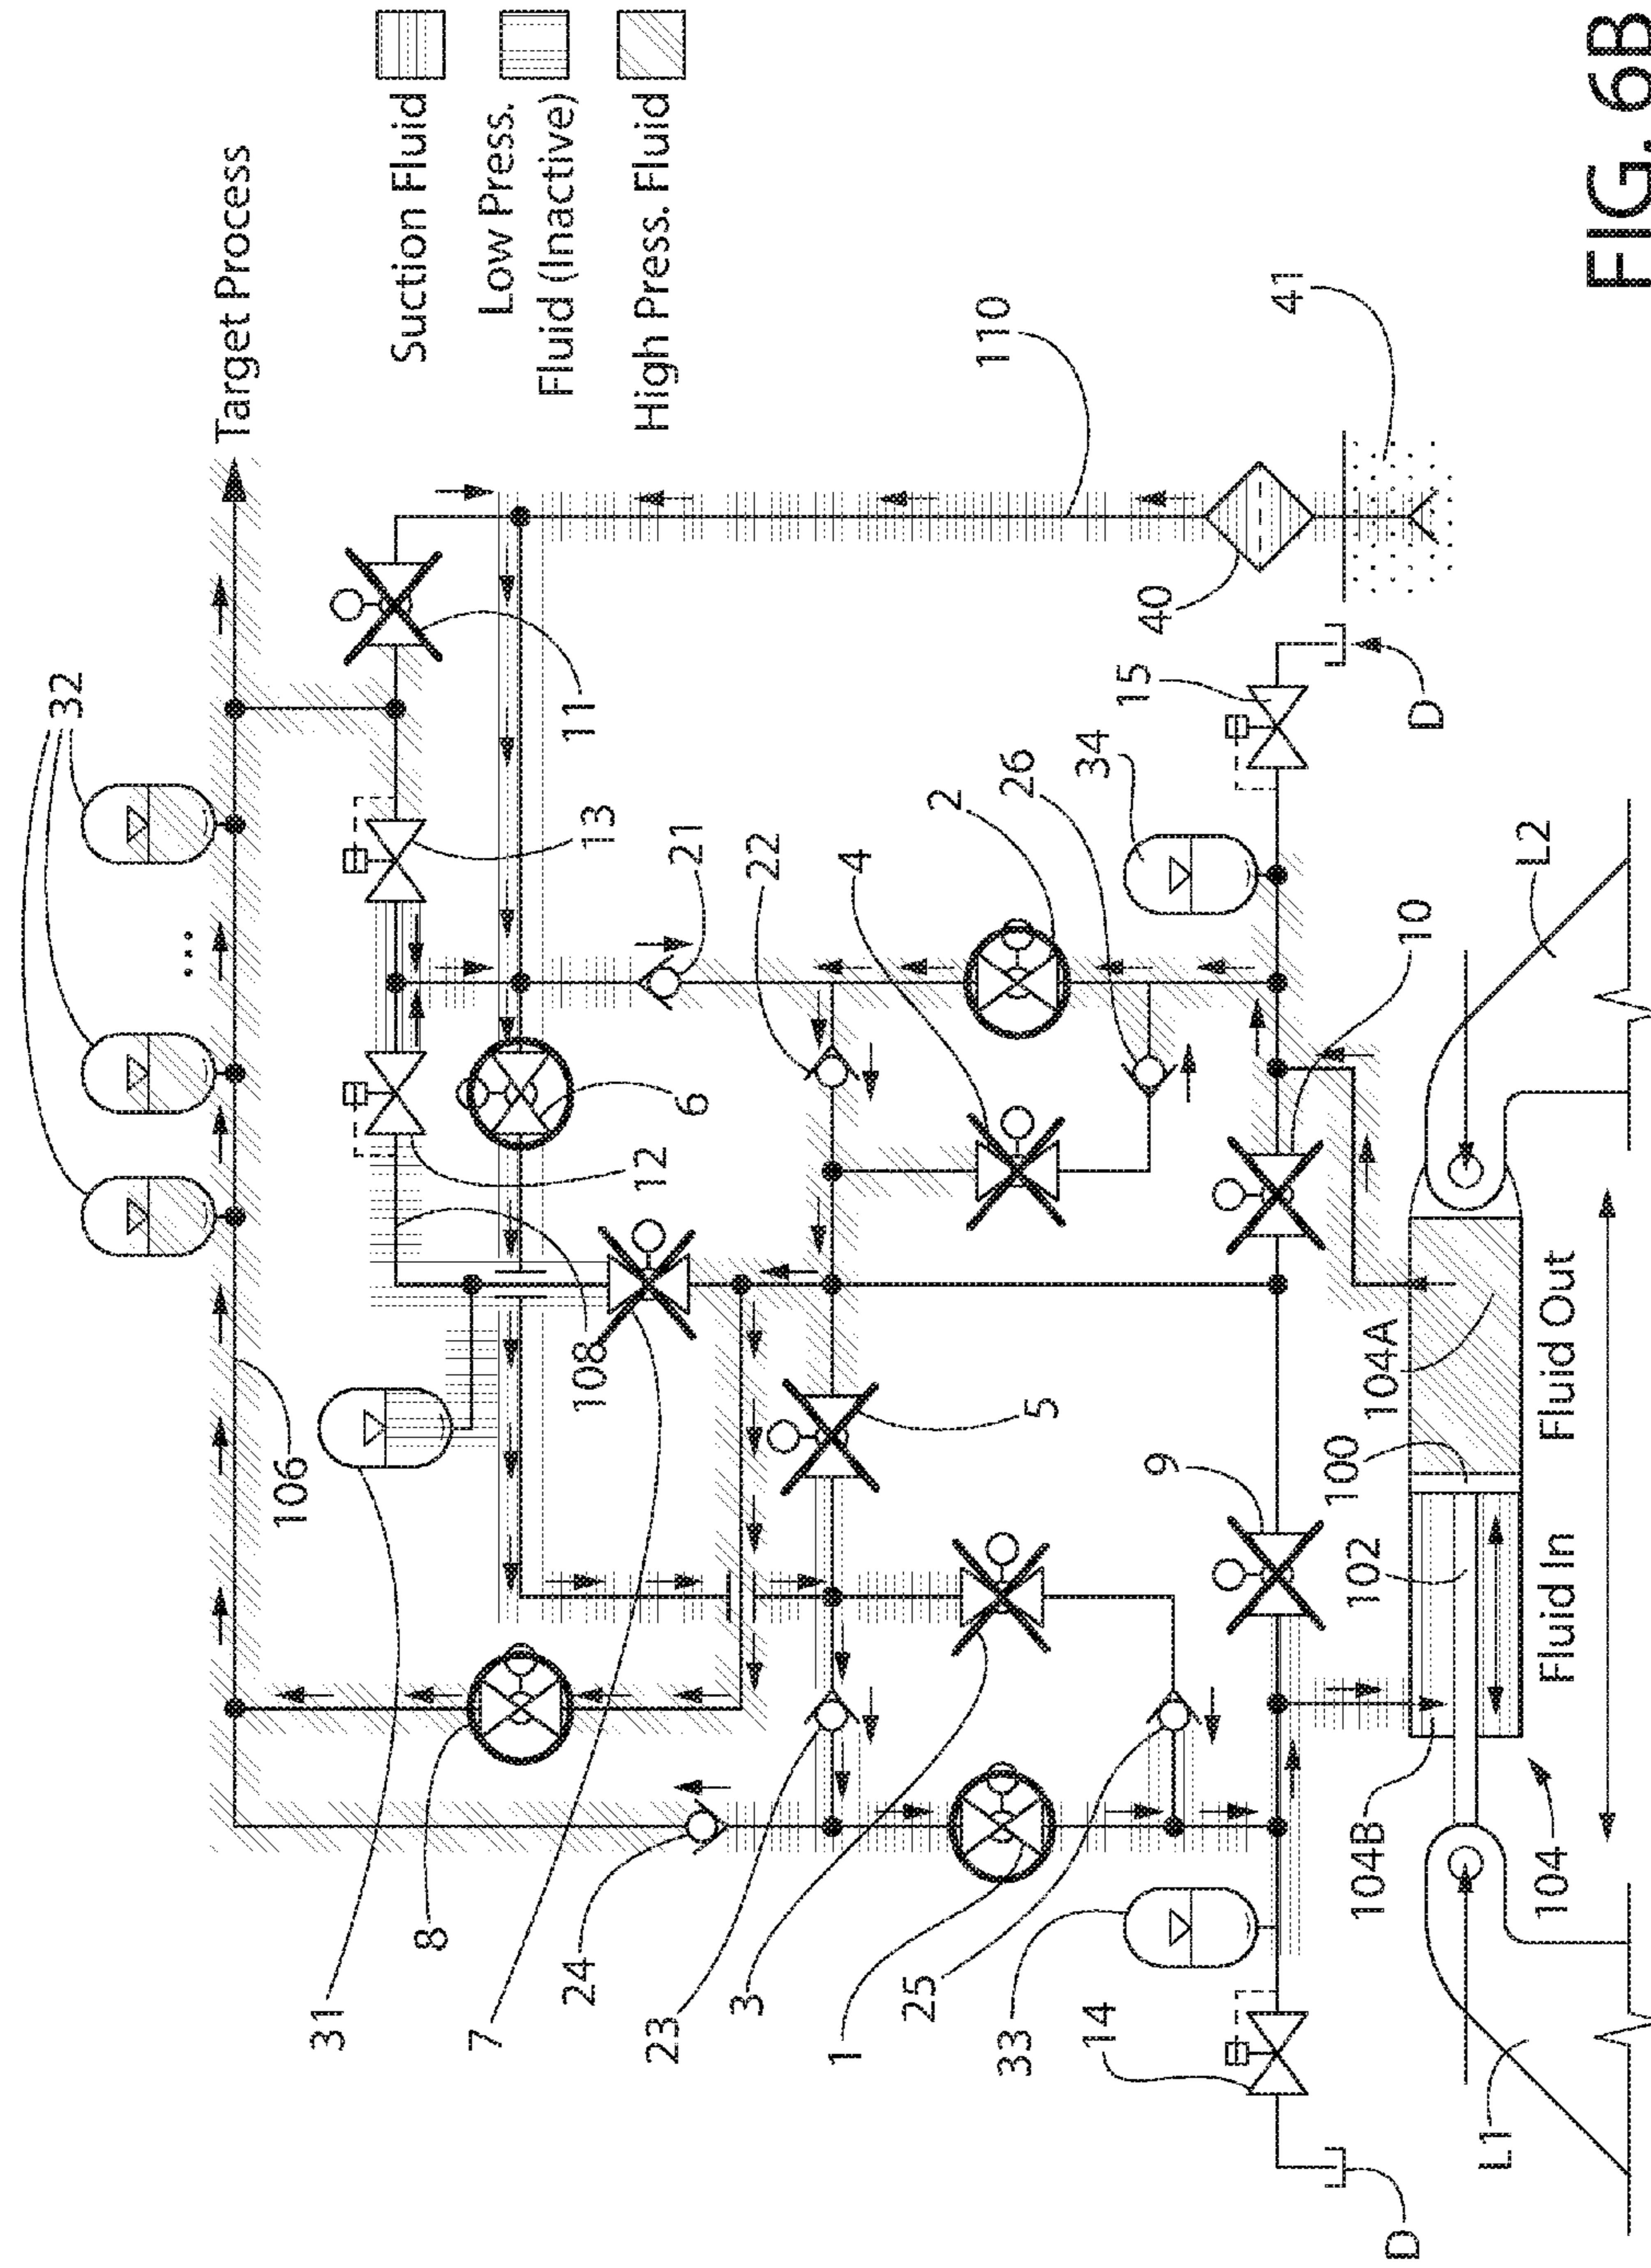 Target Process
Suction Fluid
Low Press.
Fluid (Inactive)
High Press. Fluid
32
...
106
31
8
7
24
108
12
6
13
11
110
21
22
4
26
2
34
15
40
41
D
23
3
1
25
33
14
5
9
10
D
104B
104
102
100
104A
Fluid In
Fluid Out
L1
L2
FIG. 6B